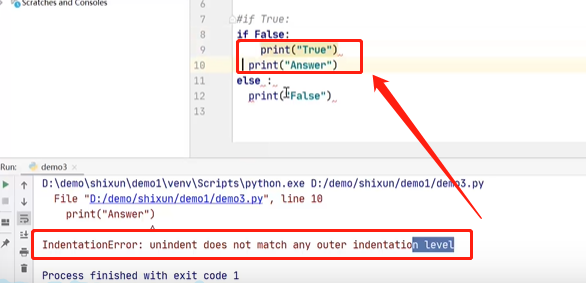 Scratches and Consoles
6
7 #if True:
8 if False:
9 print("True")
10 print("Answer")
11 else :
12 print("False")
13
Run: demo3
D:\demo\shixun\demo1\venv\Scripts\python.exe D:/demo/shixun/demo1/demo3.py
File "D:/demo/shixun/demo1/demo3.py", line 10
print("Answer")
^
IndentationError: unindent does not match any outer indentation level
Process finished with exit code 1